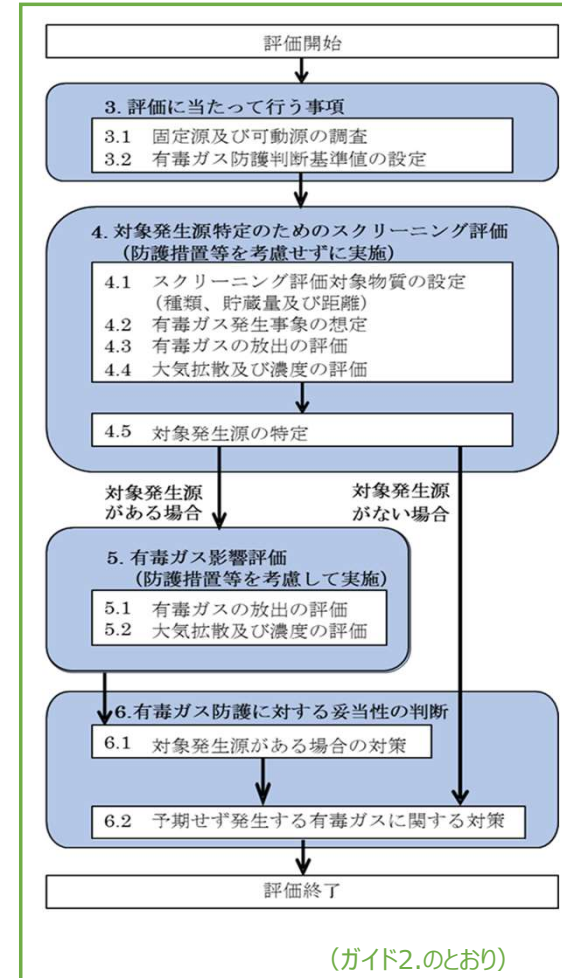 評価開始
3. 評価に当たって行う事項
3.1 固定源及び可動源の調査
3.2 有毒ガス防護判断基準値の設定
4. 対象発生源特定のためのスクリーニング評価
(防護措置等を考慮せずに実施)
4.1 スクリーニング評価対象物質の設定
(種類、貯蔵量及び距離)
4.2 有毒ガス発生事象の想定
4.3 有毒ガスの放出の評価
4.4 大気拡散及び濃度の評価
4.5 対象発生源の特定
対象発生源
がある場合
対象発生源
がない場合
5. 有毒ガス影響評価
(防護措置等を考慮して実施)
5.1 有毒ガスの放出の評価
5.2 大気拡散及び濃度の評価
6.有毒ガス防護に対する妥当性の判断
6.1 対象発生源がある場合の対策
6.2 予期せず発生する有毒ガスに関する対策
評価終了
(ガイド2.のとおり)